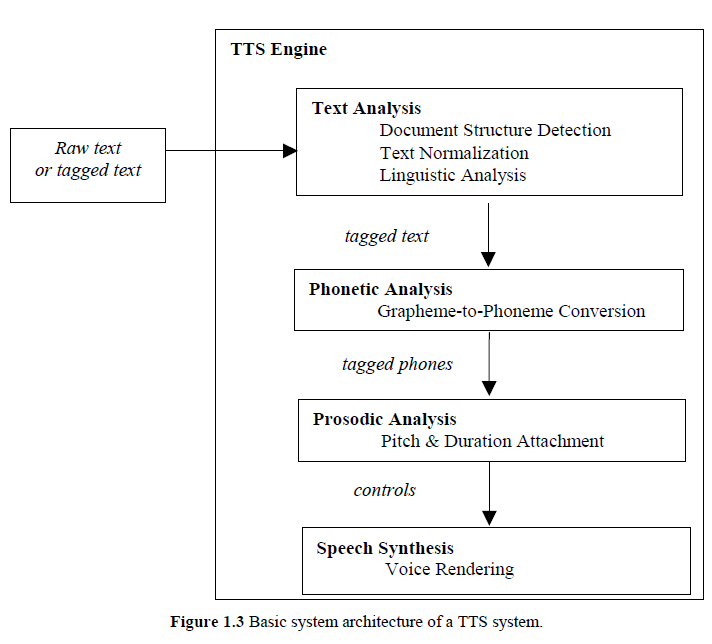 TTS Engine
Raw text
or tagged text
Text Analysis
Document Structure Detection
Text Normalization
Linguistic Analysis
tagged text
Phonetic Analysis
Grapheme-to-Phoneme Conversion
tagged phones
Prosodic Analysis
Pitch & Duration Attachment
controls
Speech Synthesis
Voice Rendering
Figure 1.3 Basic system architecture of a TTS system.